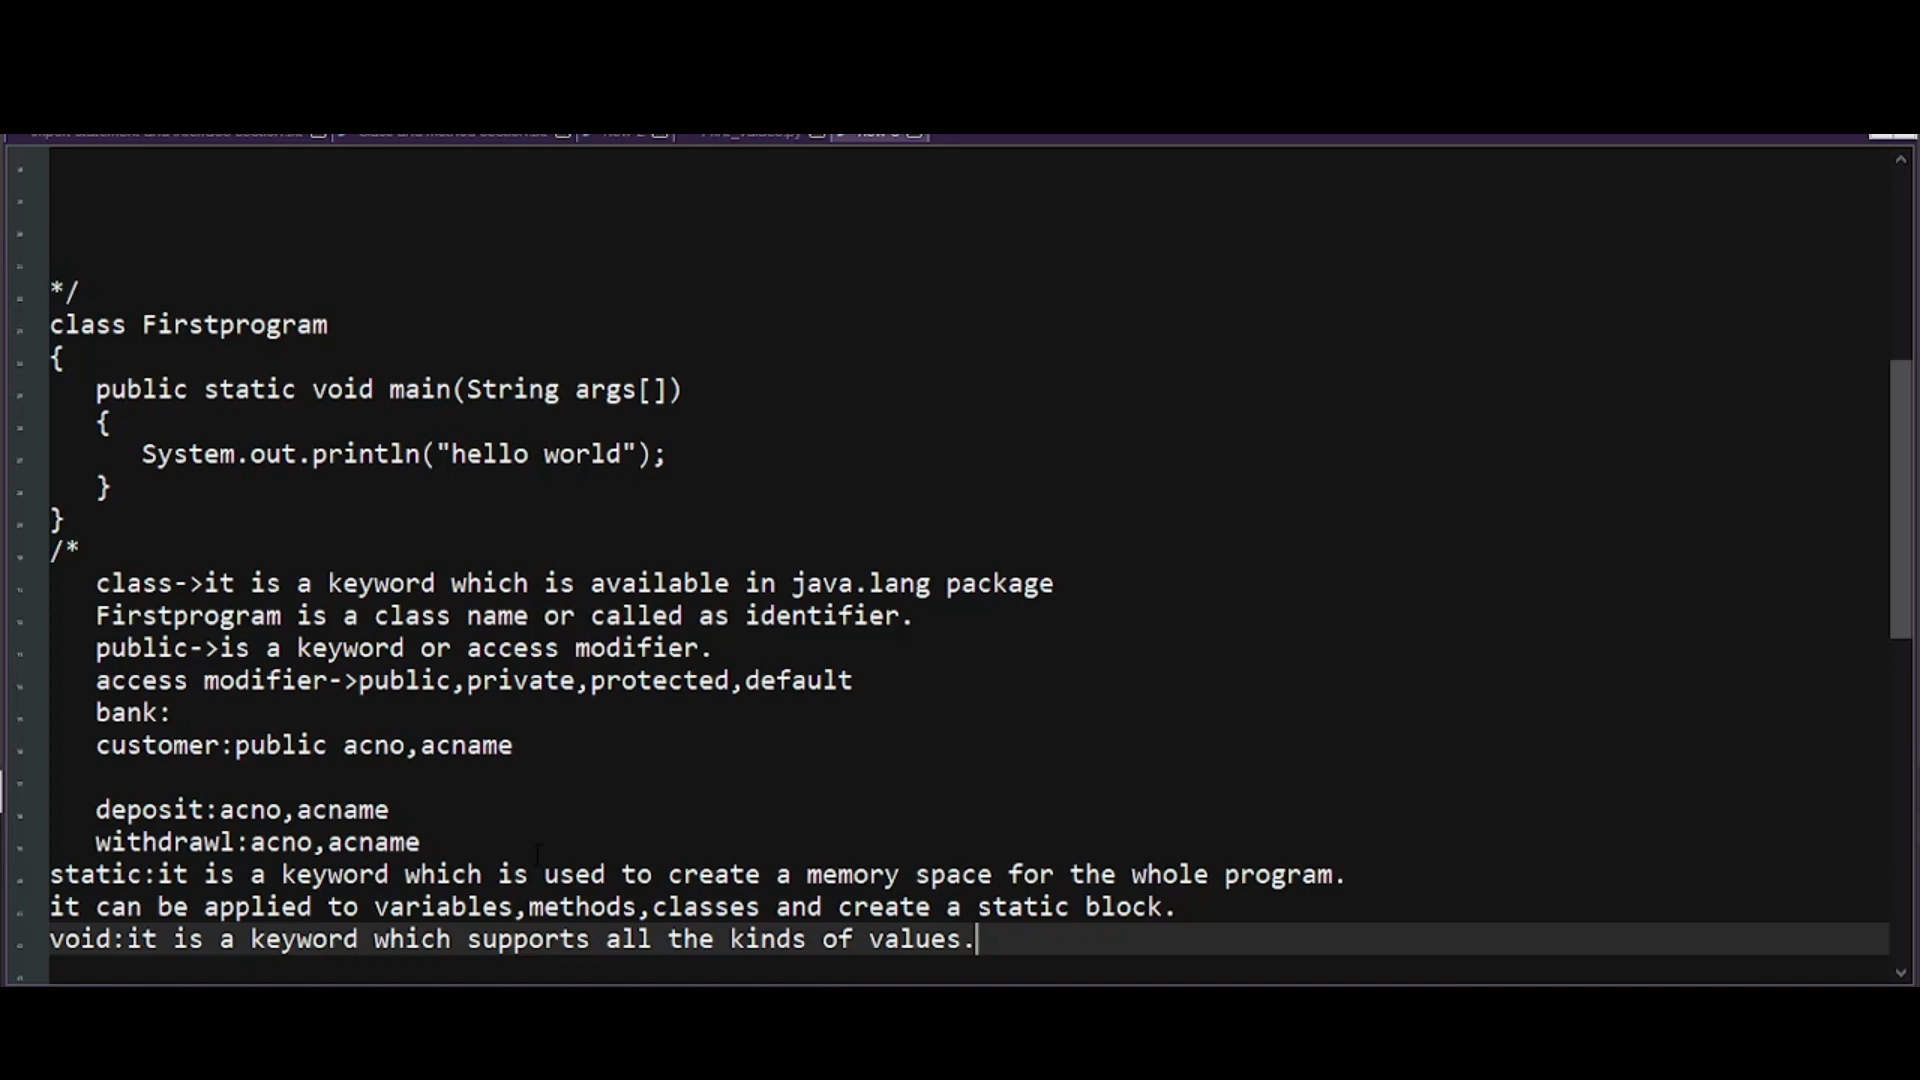 */
class Firstprogram
{
public static void main(String args[])
{
System.out.println("hello world");
}
}
/*
class->it is a keyword which is available in java.lang package
Firstprogram is a class name or called as identifier.
public->is a keyword or access modifier.
access modifier->public,private,protected,default
bank:
customer:public acno,acname
deposit:acno,acname
withdrawl:acno,acname
static:it is a keyword which is used to create a memory space for the whole program.
it can be applied to variables,methods,classes and create a static block.
void:it is a keyword which supports all the kinds of values.